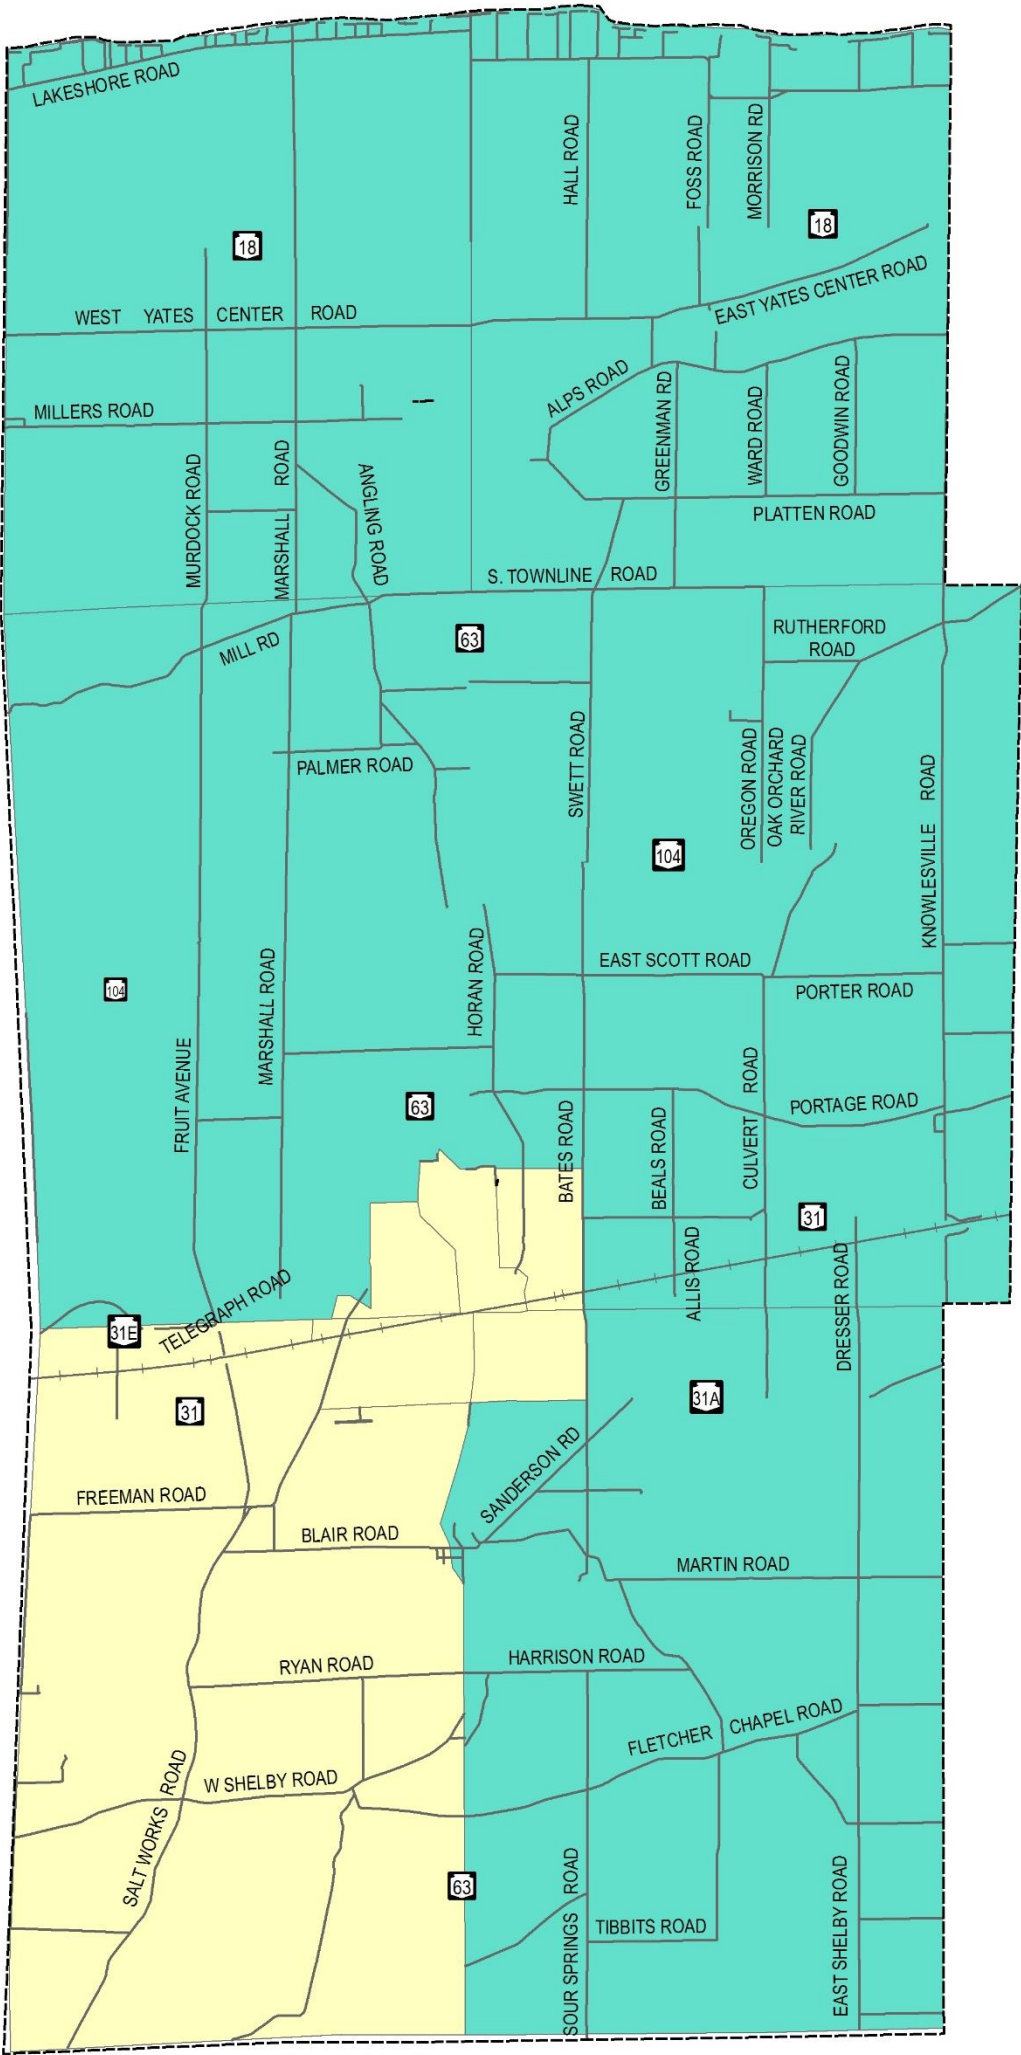 LAKESHORE ROAD
HALL ROAD
FOSS ROAD
MORRISON RD
18
18
EAST YATES CENTER ROAD
WEST YATES CENTER ROAD
ALPS ROAD
MILLERS ROAD
GREENMAN RD
WARD ROAD
GOODWIN ROAD
MURDOCK ROAD
MARSHALL ROAD
ANGLING ROAD
PLATTEN ROAD
S. TOWNLINE ROAD
MILL RD
63
RUTHERFORD
ROAD
PALMER ROAD
SWETT ROAD
OREGON ROAD
OAK ORCHARD
RIVER ROAD
KNOWLESVILLE ROAD
104
104
MARSHALL ROAD
HORAN ROAD
EAST SCOTT ROAD
PORTER ROAD
FRUIT AVENUE
63
BATES ROAD
BEALS ROAD
CULVERT ROAD
PORTAGE ROAD
31
TELEGRAPH ROAD
31E
ALLIS ROAD
DRESSER ROAD
31
31A
SANDERSON RD
FREEMAN ROAD
BLAIR ROAD
MARTIN ROAD
RYAN ROAD
HARRISON ROAD
FLETCHER CHAPEL ROAD
W SHELBY ROAD
SALT WORKS ROAD
63
SOUR SPRINGS ROAD
TIBBITS ROAD
EAST SHELBY ROAD